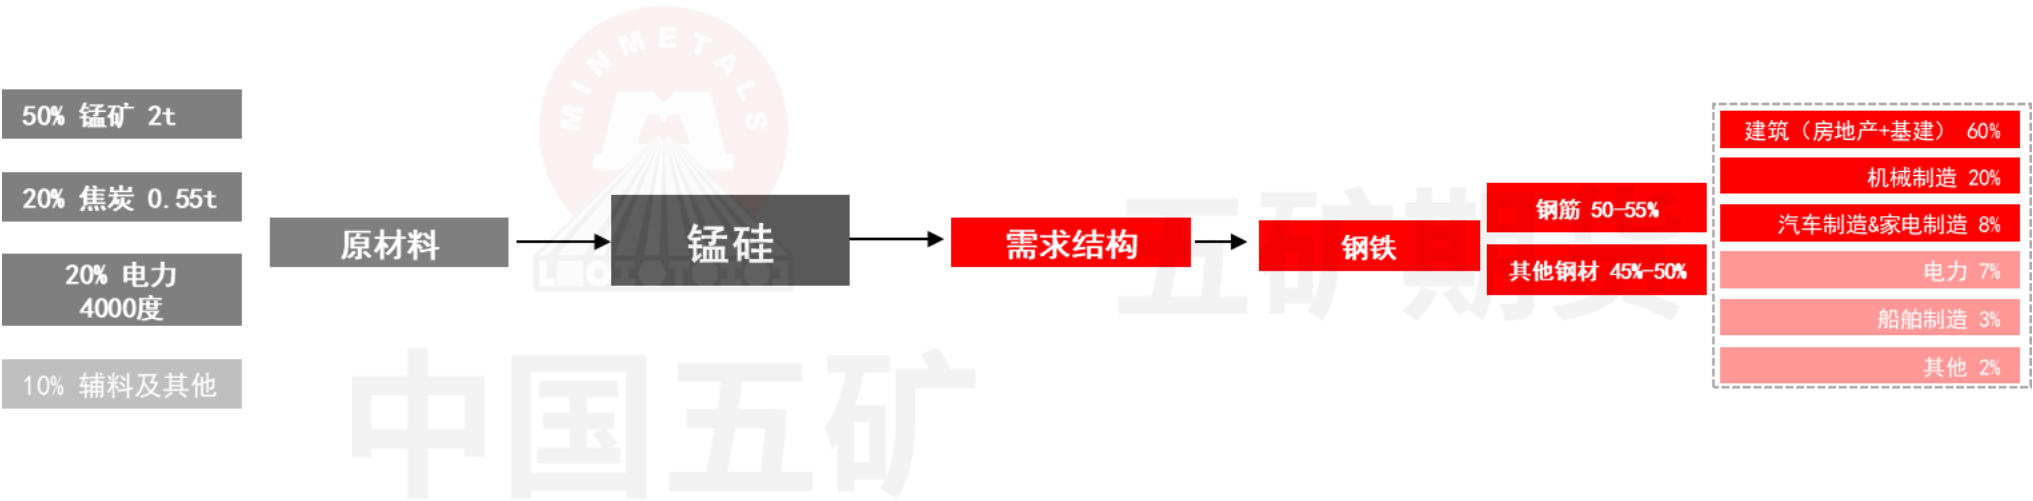 50% 锰矿 2t
20% 焦炭 0.55t
20% 电力
4000度
10% 辅料及其他
原材料
锰硅
需求结构
钢铁
钢筋 50-55%
其他钢材 45%-50%
建筑（房地产+基建） 60%
机械制造 20%
汽车制造&家电制造 8%
电力 7%
船舶制造 3%
其他 2%
MINMETALS
五矿期货
中国五矿